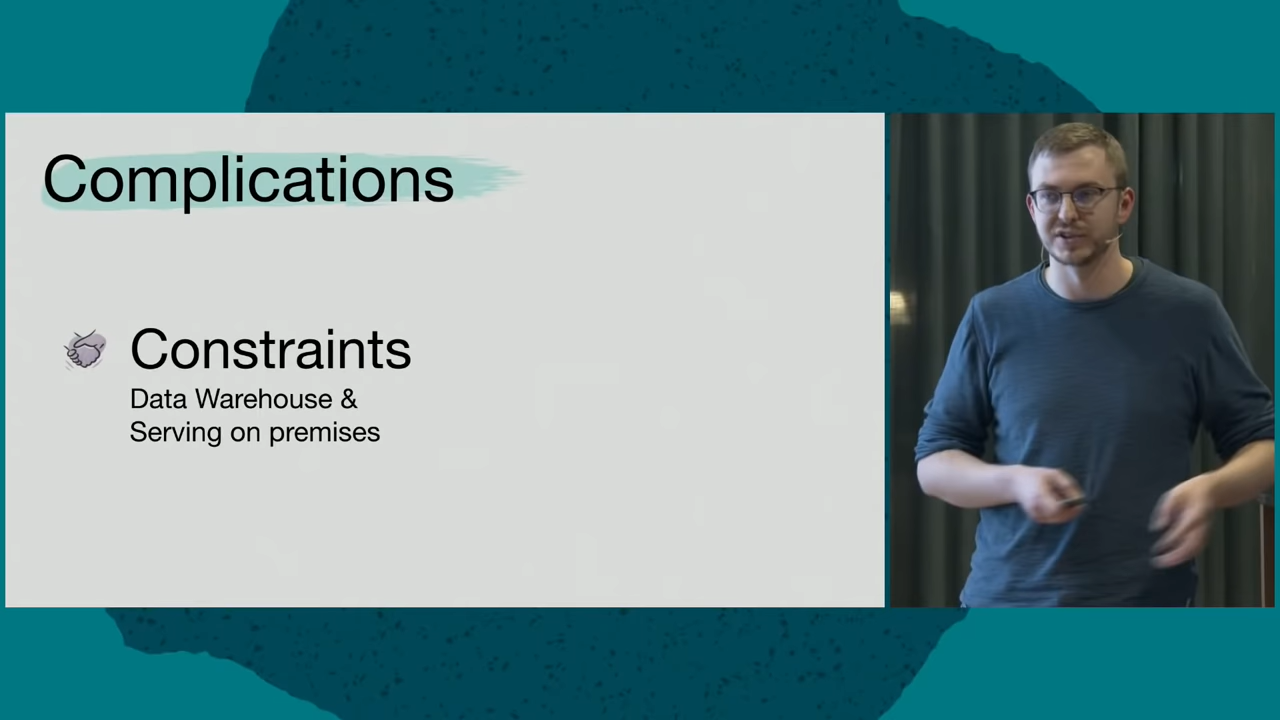 Complications
Constraints
Data Warehouse &
Serving on premises